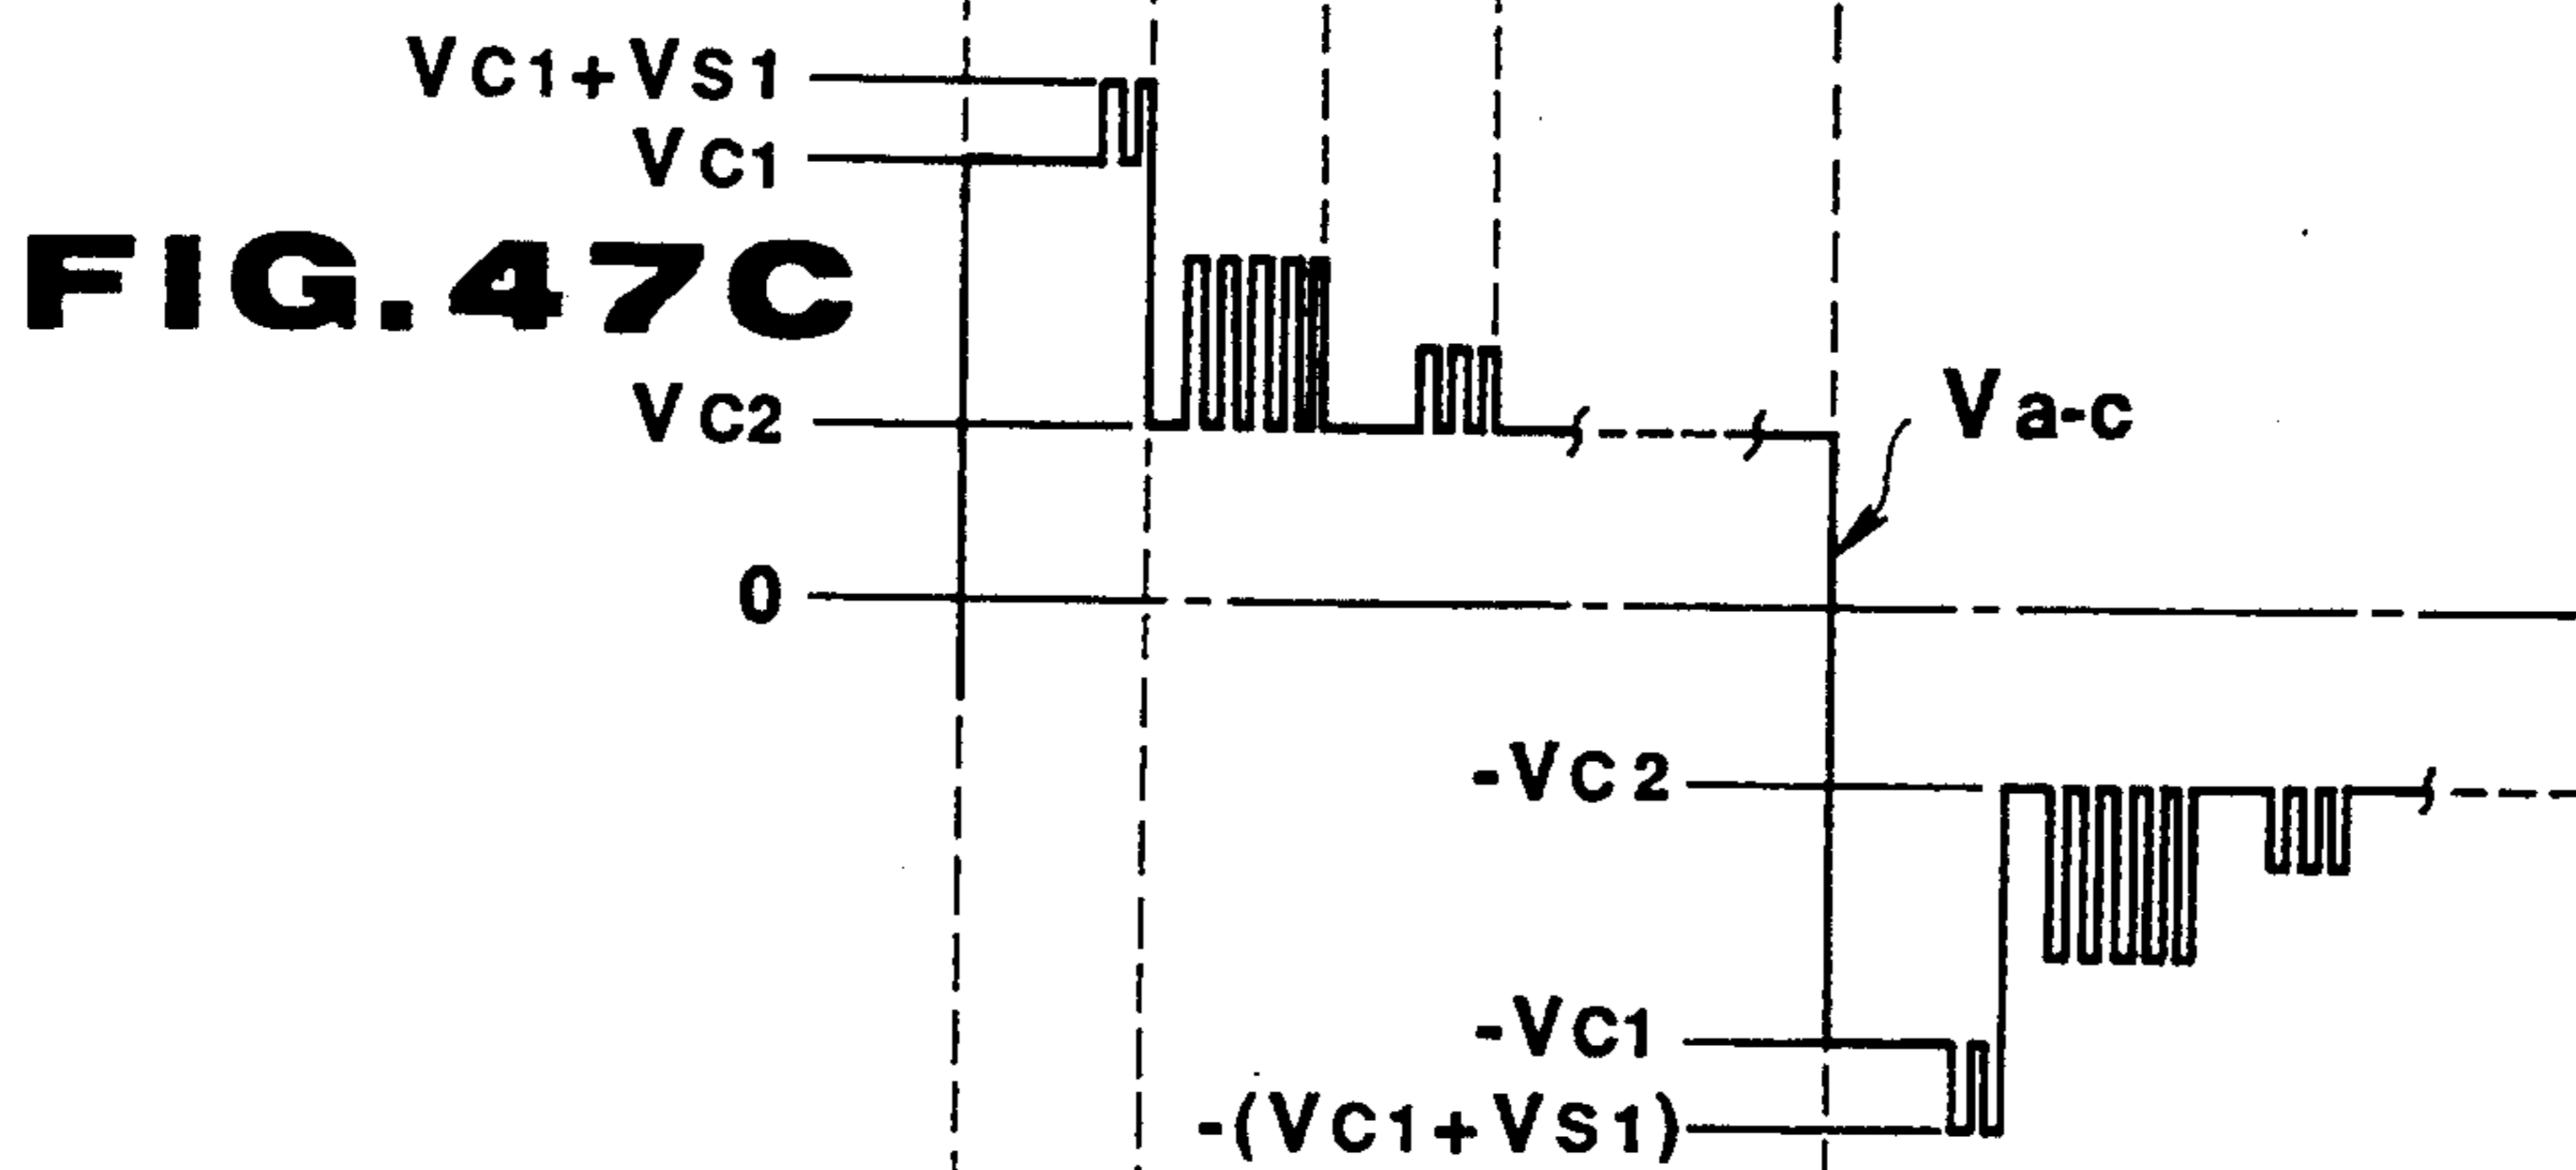 VC1+VS1
VC1
FIG.47C
VC2
Va-c
0
-VC2
-VC1
-(VC1+VS1)